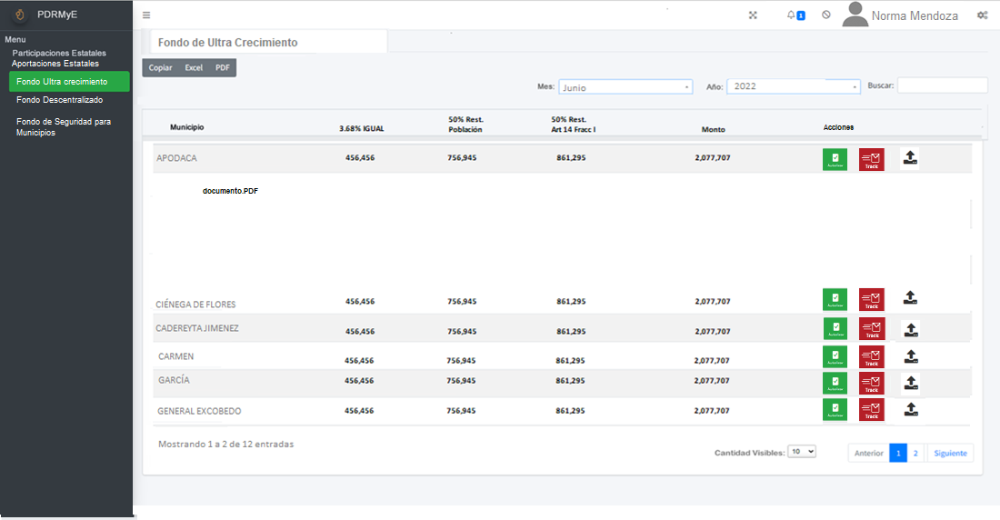 PDRMyE
Norma Mendoza
1
Menu
Participaciones Estatales
Aportaciones Estatales
Fondo Ultra crecimiento
Fondo Descentralizado
Fondo de Seguridad para
Municipios
Fondo de Ultra Crecimiento
Copiar Excel PDF
Mes: Junio Año: 2022 Buscar:
Municipio 3.68% IGUAL 50% Rest. Población 50% Rest. Art 14 Fracc I Monto Acciones
APODACA 456,456 756,945 861,295 2,077,707 Autorizar Track
documento.PDF
CIÉNEGA DE FLORES 456,456 756,945 861,295 2,077,707 Autorizar Track
CADEREYTA JIMENEZ 456,456 756,945 861,295 2,077,707 Autorizar Track
CARMEN 456,456 756,945 861,295 2,077,707 Autorizar Track
GARCÍA 456,456 756,945 861,295 2,077,707 Autorizar Track
GENERAL EXCOBEDO 456,456 756,945 861,295 2,077,707 Autorizar Track
Mostrando 1 a 2 de 12 entradas
Cantidad Visibles: 10 Anterior 1 2 Siguiente